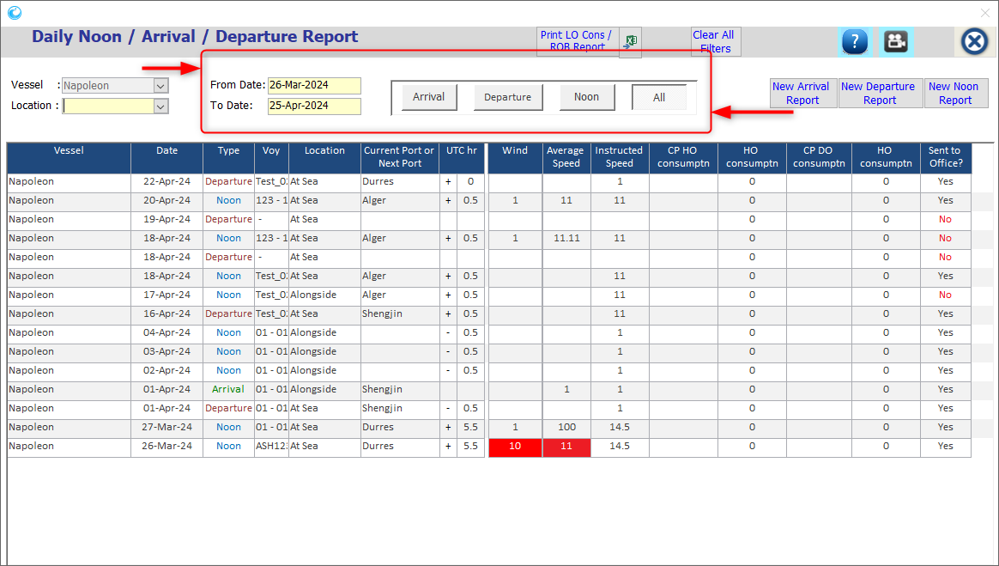 Daily Noon / Arrival / Departure Report
Print LO Cons /
ROB Report
Clear All
Filters
?
Vessel : Napoleon
Location :
From Date: 26-Mar-2024
To Date: 25-Apr-2024
Arrival Departure Noon All
New Arrival
Report
New Departure
Report
New Noon
Report
Vessel Date Type Voy Location Current Port or
Next Port UTC hr Wind Average
Speed Instructed
Speed CP HO
consumptn HO
consumptn CP DO
consumptn HO
consumptn Sent to
Office?
Napoleon 22-Apr-24 Departure Test_0 At Sea Durres + 0 1 0 0 Yes
Napoleon 20-Apr-24 Noon 123 - 1 At Sea Alger + 0.5 1 11 11 0 0 Yes
Napoleon 19-Apr-24 Departure - At Sea 0 0 No
Napoleon 18-Apr-24 Noon 123 - 1 At Sea Alger + 0.5 1 11.11 11 0 0 No
Napoleon 18-Apr-24 Departure - At Sea 0 0 No
Napoleon 18-Apr-24 Noon Test_0 At Sea Alger + 0.5 11 0 0 Yes
Napoleon 17-Apr-24 Noon Test_0 Alongside Alger + 0.5 11 0 0 No
Napoleon 16-Apr-24 Departure Test_0 At Sea Shengjin + 0.5 11 0 0 Yes
Napoleon 04-Apr-24 Noon 01 - 01 Alongside - 0.5 1 0 0 Yes
Napoleon 03-Apr-24 Noon 01 - 01 Alongside - 0.5 1 0 0 Yes
Napoleon 02-Apr-24 Noon 01 - 01 Alongside - 0.5 1 0 0 Yes
Napoleon 01-Apr-24 Arrival 01 - 01 Alongside Shengjin 1 1 0 0 Yes
Napoleon 01-Apr-24 Departure 01 - 01 At Sea Shengjin - 0.5 1 0 0 Yes
Napoleon 27-Mar-24 Noon 01 - 01 At Sea Durres + 5.5 1 100 14.5 0 0 Yes
Napoleon 26-Mar-24 Noon ASH12 At Sea Durres + 5.5 10 11 14.5 0 0 Yes